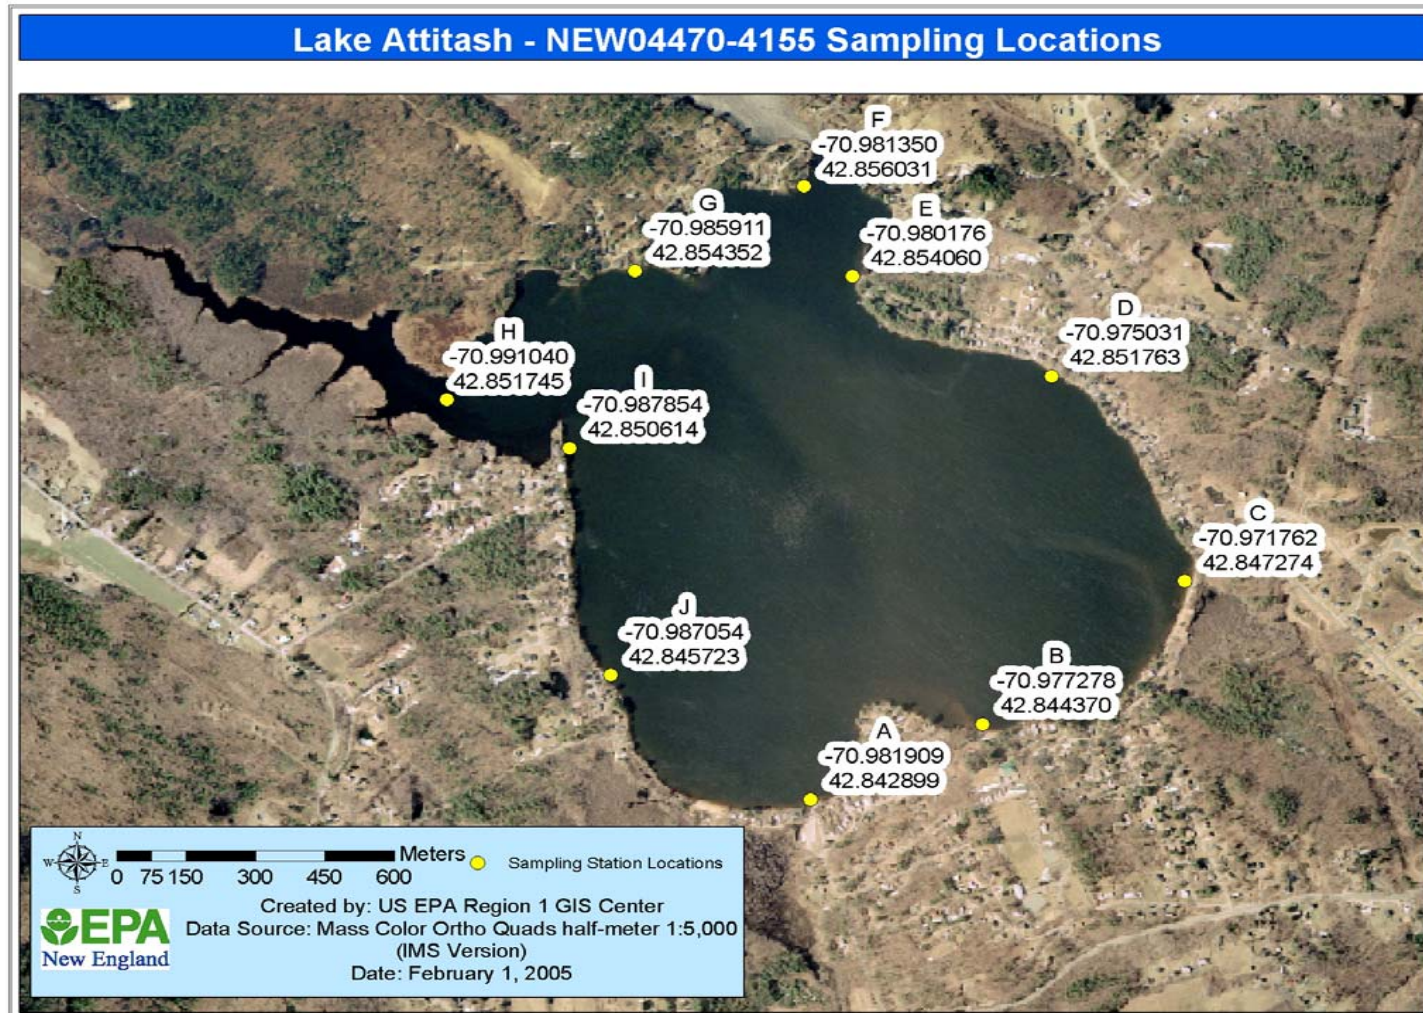 Lake Attitash - NEW04470-4155 Sampling Locations
F
-70.981350
42.856031
G
-70.985911
42.854352
E
-70.980176
42.854060
D
-70.975031
42.851763
H
-70.991040
42.851745
I
-70.987854
42.850614
C
-70.971762
42.847274
J
-70.987054
42.845723
B
-70.977278
42.844370
A
-70.981909
42.842899
N
W E
S
Meters
0 75 150 300 450 600
Sampling Station Locations
EPA
New England
Created by: US EPA Region 1 GIS Center
Data Source: Mass Color Ortho Quads half-meter 1:5,000
(IMS Version)
Date: February 1, 2005